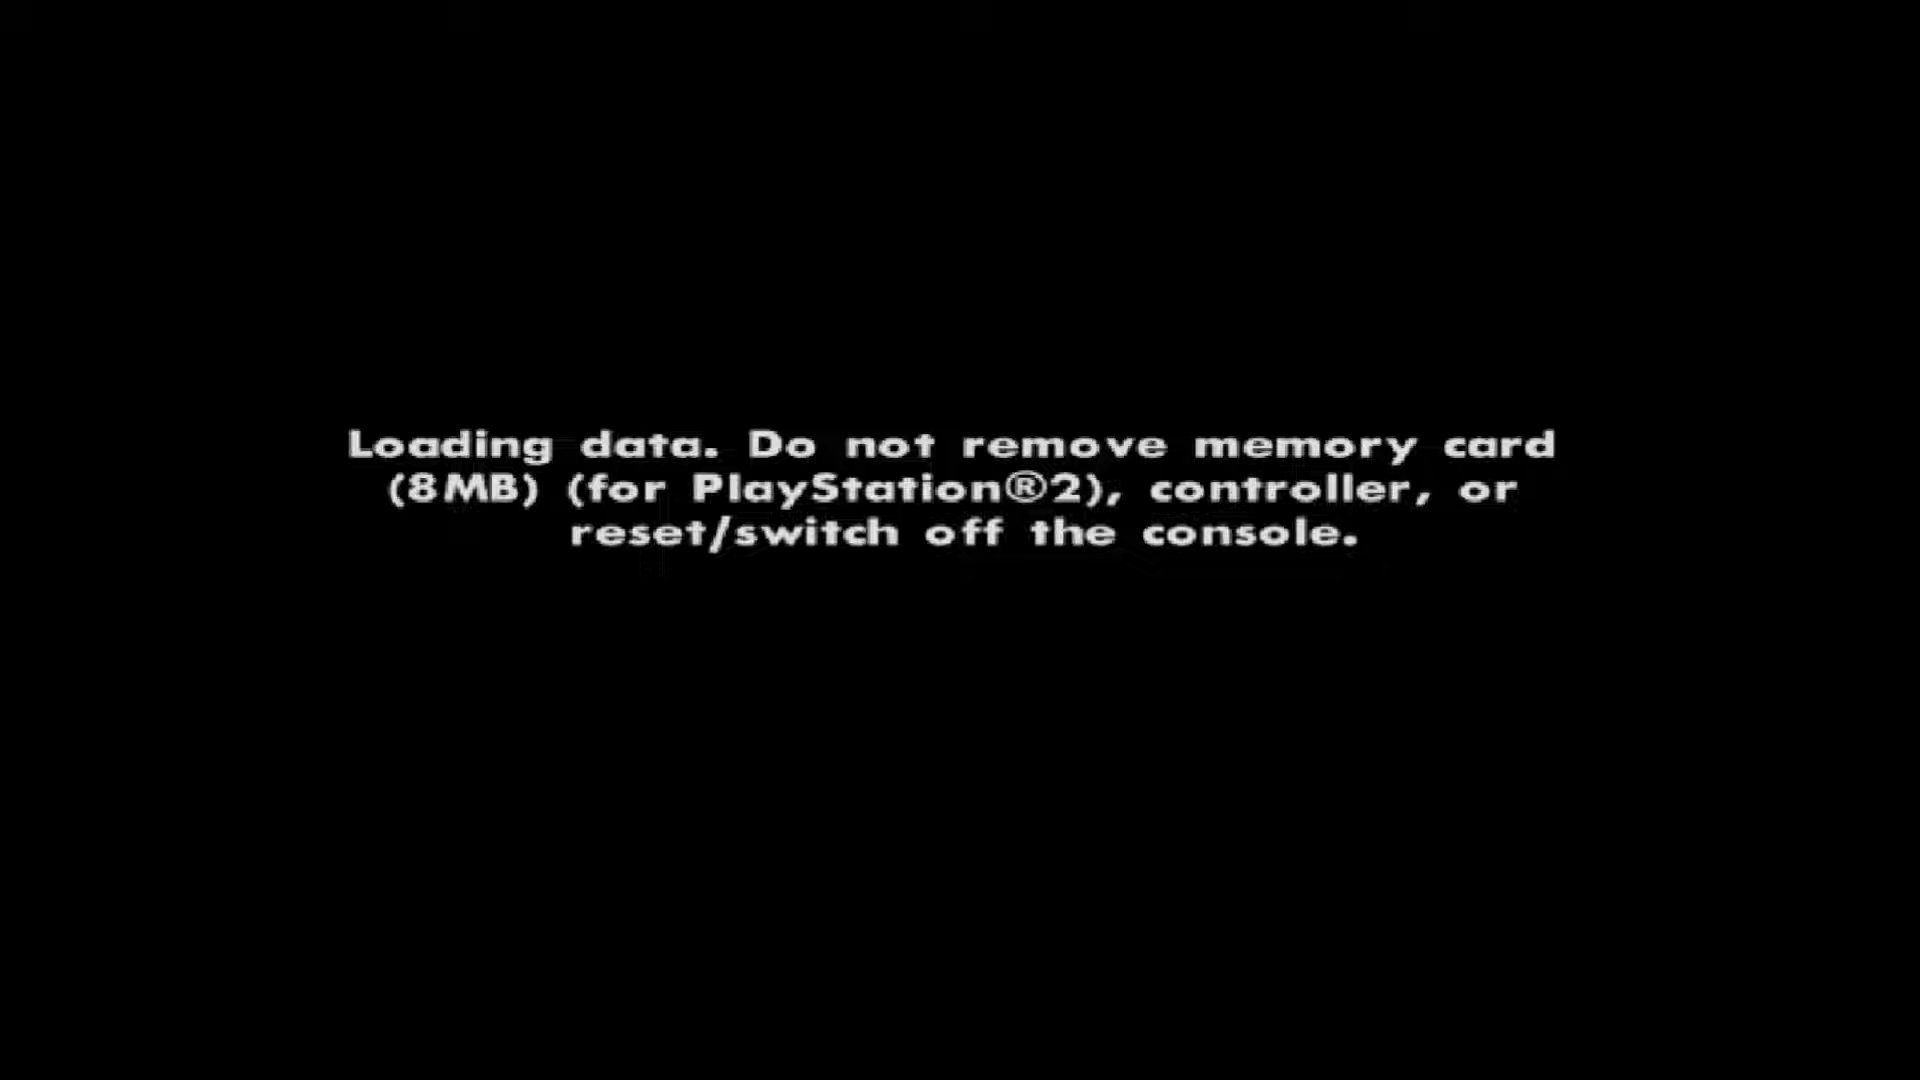 Loading data. Do not remove memory card
(8MB) (for PlayStation®2), controller, or
reset/switch off the console.